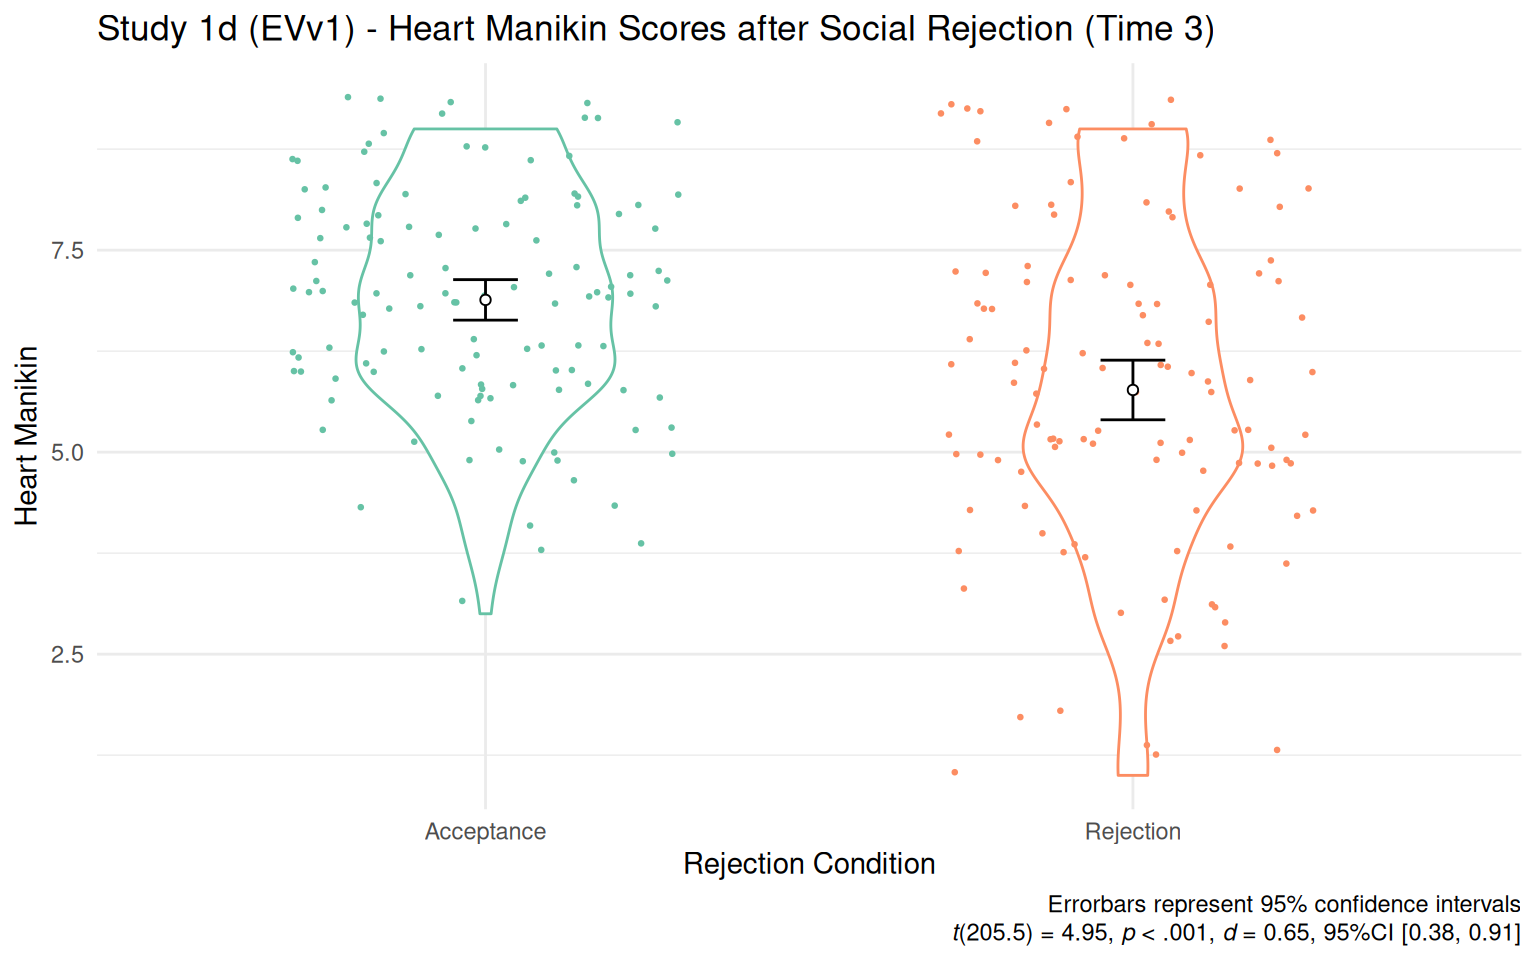 Study 1d (EVv1) - Heart Manikin Scores after Social Rejection (Time 3)
7.5
5.0
2.5
Heart Manikin
Acceptance
Rejection
Rejection Condition
Errorbars represent 95% confidence intervals
t(205.5) = 4.95, p < .001, d = 0.65, 95%CI [0.38, 0.91]